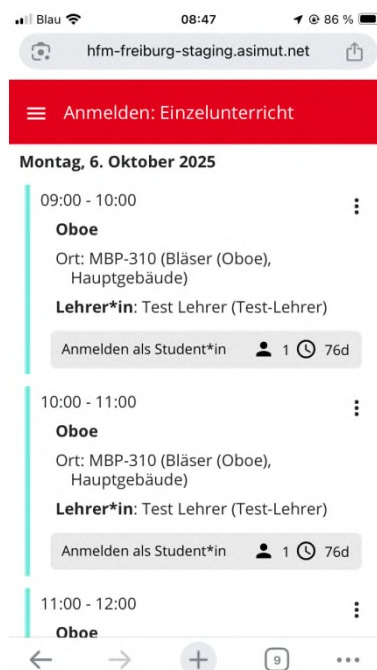 Blau 08:47 86 %
hfm-freiburg-staging.asimut.net
Anmelden: Einzelunterricht
Montag, 6. Oktober 2025
09:00 - 10:00
Oboe
Ort: MBP-310 (Bläser (Oboe),
Hauptgebäude)
Lehrer*in: Test Lehrer (Test-Lehrer)
Anmelden als Student*in 1 76d
10:00 - 11:00
Oboe
Ort: MBP-310 (Bläser (Oboe),
Hauptgebäude)
Lehrer*in: Test Lehrer (Test-Lehrer)
Anmelden als Student*in 1 76d
11:00 - 12:00
Oboe
9